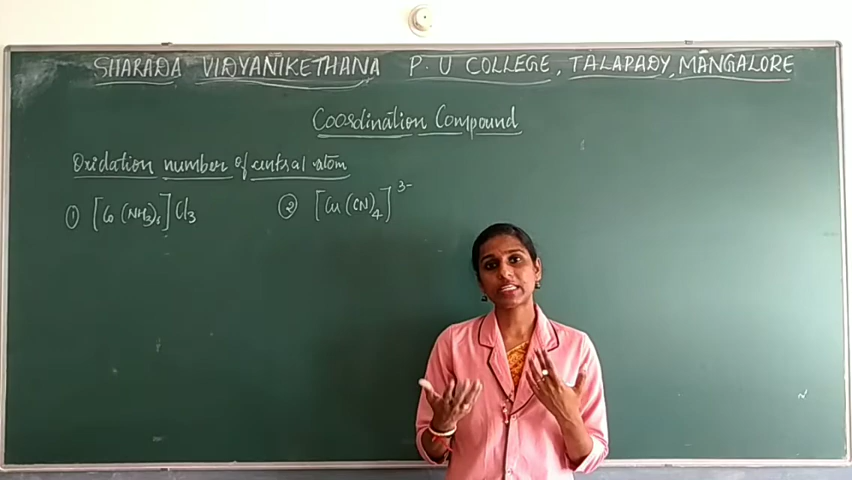 SHARADA VIDYANIKETHANA P.U COLLEGE, TALAPADY, MANGALORE
Coordination Compound
Oxidation number of central atom
① [Co(NH₃)₆]Cl₃ ② [Cu(CN)₄]³⁻